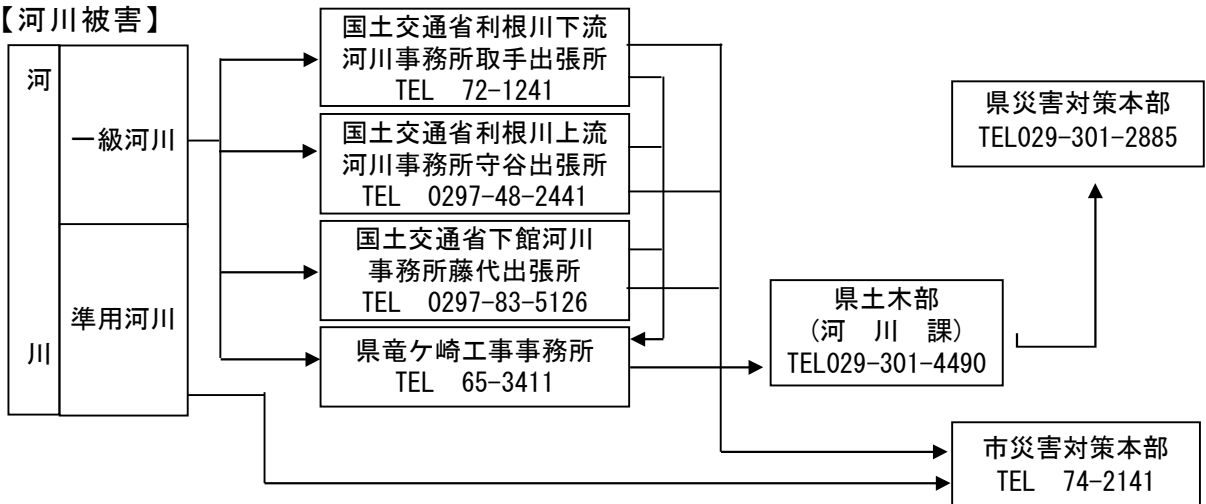 【河川被害】
河
川
一級河川
準用河川
国土交通省利根川下流
河川事務所取手出張所
TEL 72-1241
国土交通省利根川上流
河川事務所守谷出張所
TEL 0297-48-2441
国土交通省下館河川
事務所藤代出張所
TEL 0297-83-5126
県竜ケ崎工事事務所
TEL 65-3411
県土木部
(河 川 課)
TEL029-301-4490
県災害対策本部
TEL029-301-2885
市災害対策本部
TEL 74-2141